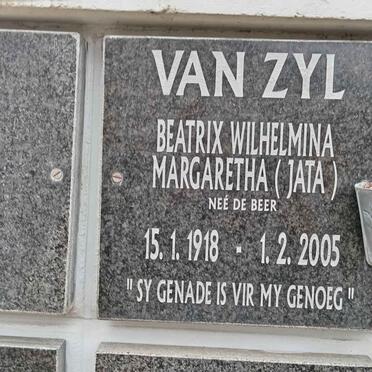 VAN ZYL
BEATRIX WILHELMINA
MARGARETHA ( JATA )
NEÉ DE BEER
15. 1. 1918 - 1. 2. 2005
" SY GENADE IS VIR MY GENOEG "